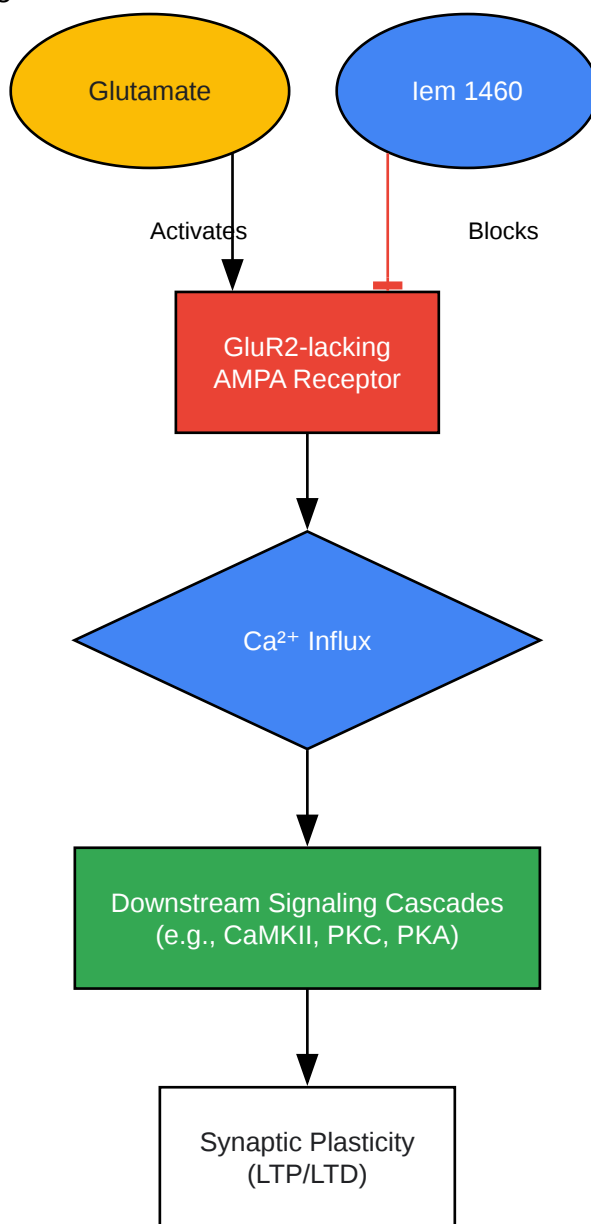 Glutamate
Iem 1460
Activates
Blocks
GluR2-lacking
AMPA Receptor
Ca²⁺ Influx
Downstream Signaling Cascades
(e.g., CaMKII, PKC, PKA)
Synaptic Plasticity
(LTP/LTD)